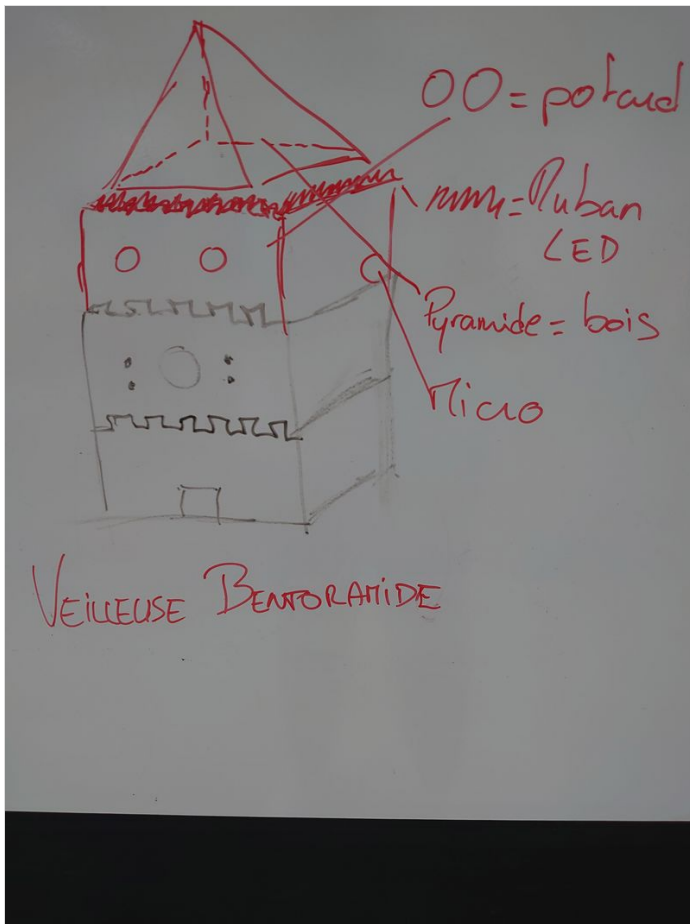 OO = potard
= Ruban
LED
Pyramide = bois
Micro
VEILLEUSE BENTORAMIDE